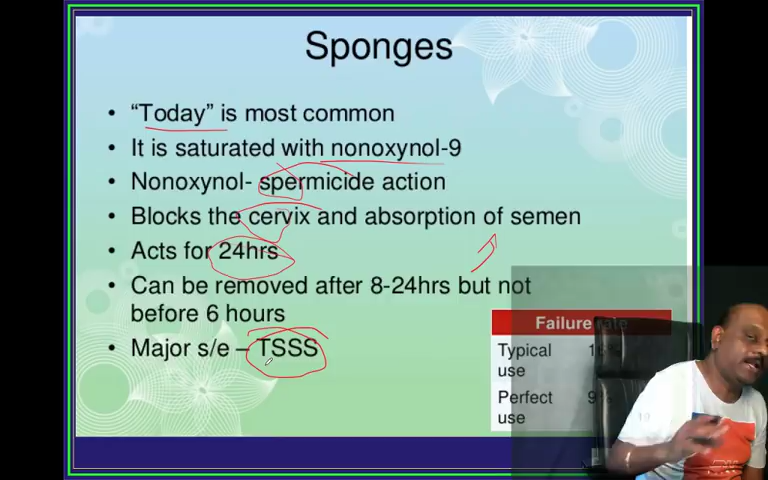 Sponges
• “Today” is most common
• It is saturated with nonoxynol-9
• Nonoxynol- spermicide action
• Blocks the cervix and absorption of semen
• Acts for 24hrs
• Can be removed after 8-24hrs but not
before 6 hours
• Major s/e – TSSS
Failure rate
Typical
use
Perfect
use
19